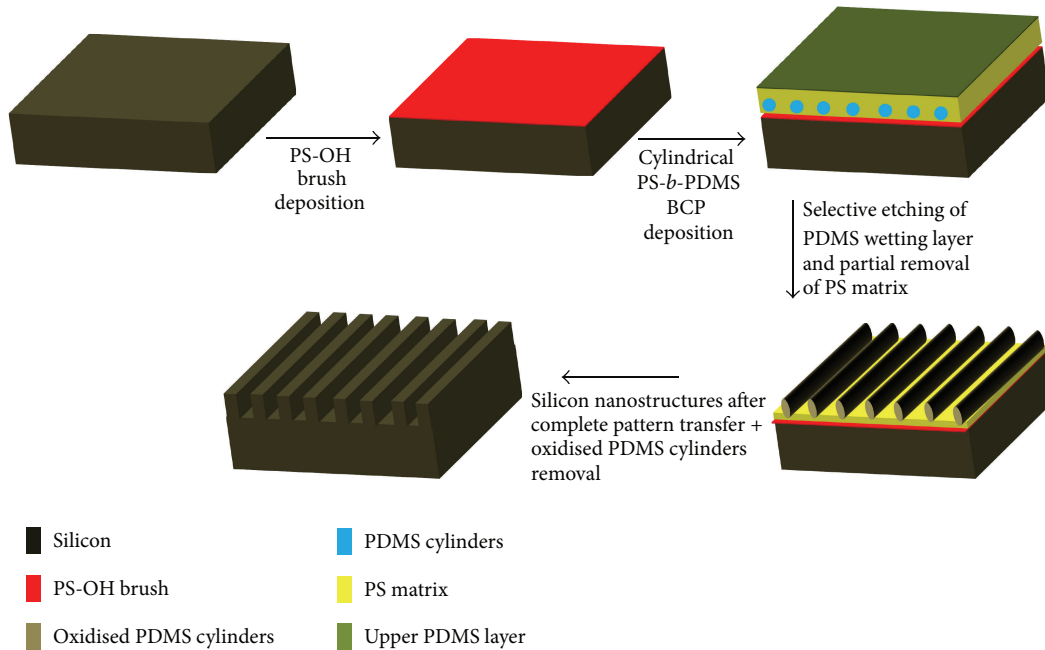 PS-OH
brush
deposition
Cylindrical
PS-b-PDMS
BCP
deposition
Selective etching of
PDMS wetting layer
and partial removal
of PS matrix
Silicon nanostructures after
complete pattern transfer +
oxidised PDMS cylinders
removal
Silicon
PS-OH brush
Oxidised PDMS cylinders
PDMS cylinders
PS matrix
Upper PDMS layer